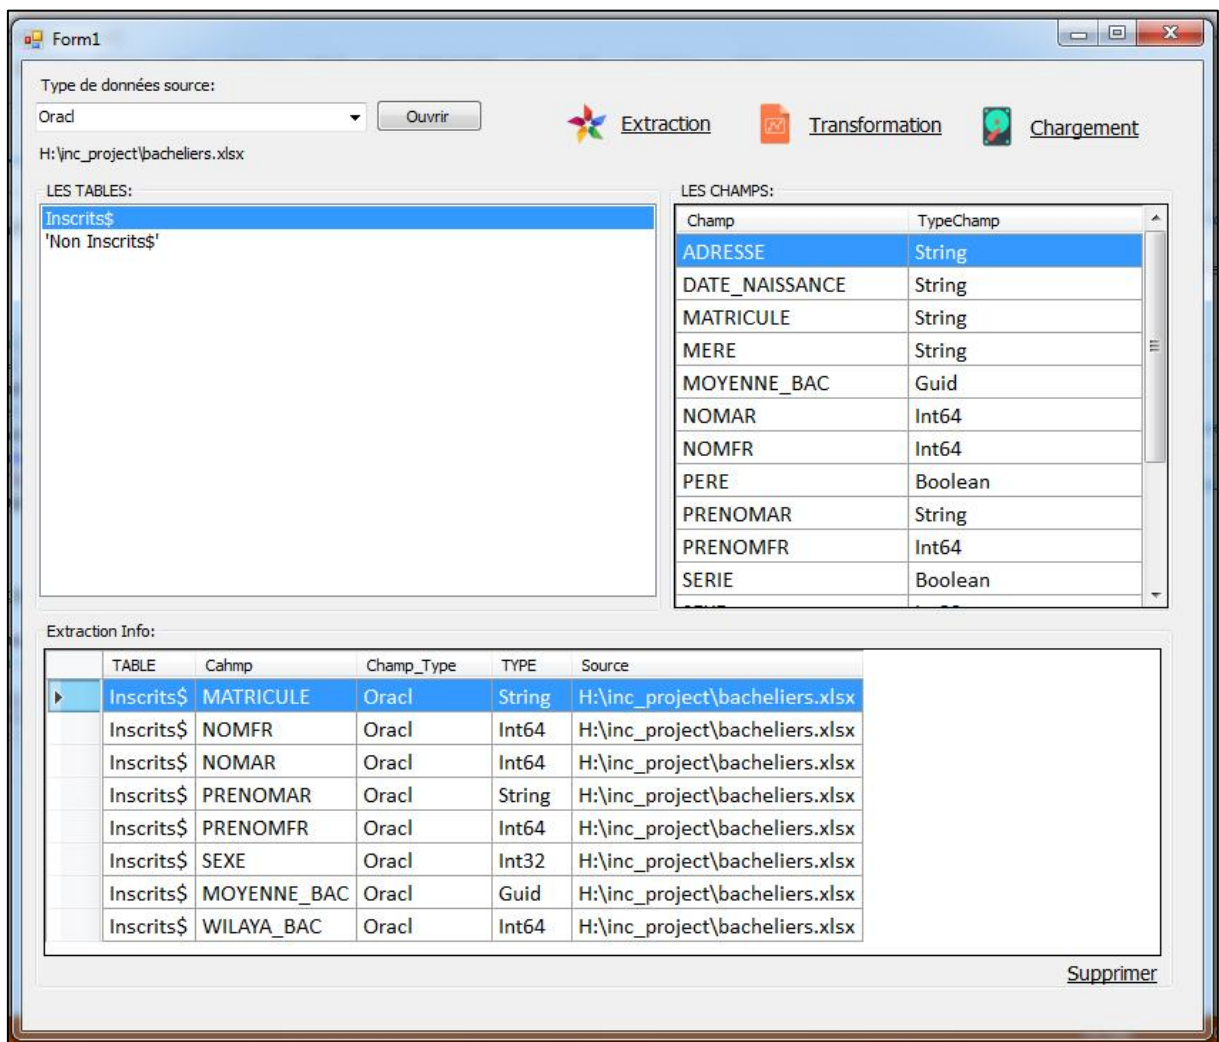 Form1
Type de données source:
Oracl Ouvrir Extraction Transformation Chargement
H:\inc_project\bacheliers.xlsx
LES TABLES:
Inscrits$
'Non Inscrits$'
LES CHAMPS:
Champ TypeChamp
ADRESSE String
DATE_NAISSANCE String
MATRICULE String
MERE String
MOYENNE_BAC Guid
NOMAR Int64
NOMFR Int64
PERE Boolean
PRENOMAR String
PRENOMFR Int64
SERIE Boolean
Extraction Info:
TABLE Cahmp Champ_Type TYPE Source
Inscrits$ MATRICULE Oracl String H:\inc_project\bacheliers.xlsx
Inscrits$ NOMFR Oracl Int64 H:\inc_project\bacheliers.xlsx
Inscrits$ NOMAR Oracl Int64 H:\inc_project\bacheliers.xlsx
Inscrits$ PRENOMAR Oracl String H:\inc_project\bacheliers.xlsx
Inscrits$ PRENOMFR Oracl Int64 H:\inc_project\bacheliers.xlsx
Inscrits$ SEXE Oracl Int32 H:\inc_project\bacheliers.xlsx
Inscrits$ MOYENNE_BAC Oracl Guid H:\inc_project\bacheliers.xlsx
Inscrits$ WILAYA_BAC Oracl Int64 H:\inc_project\bacheliers.xlsx
Supprimer